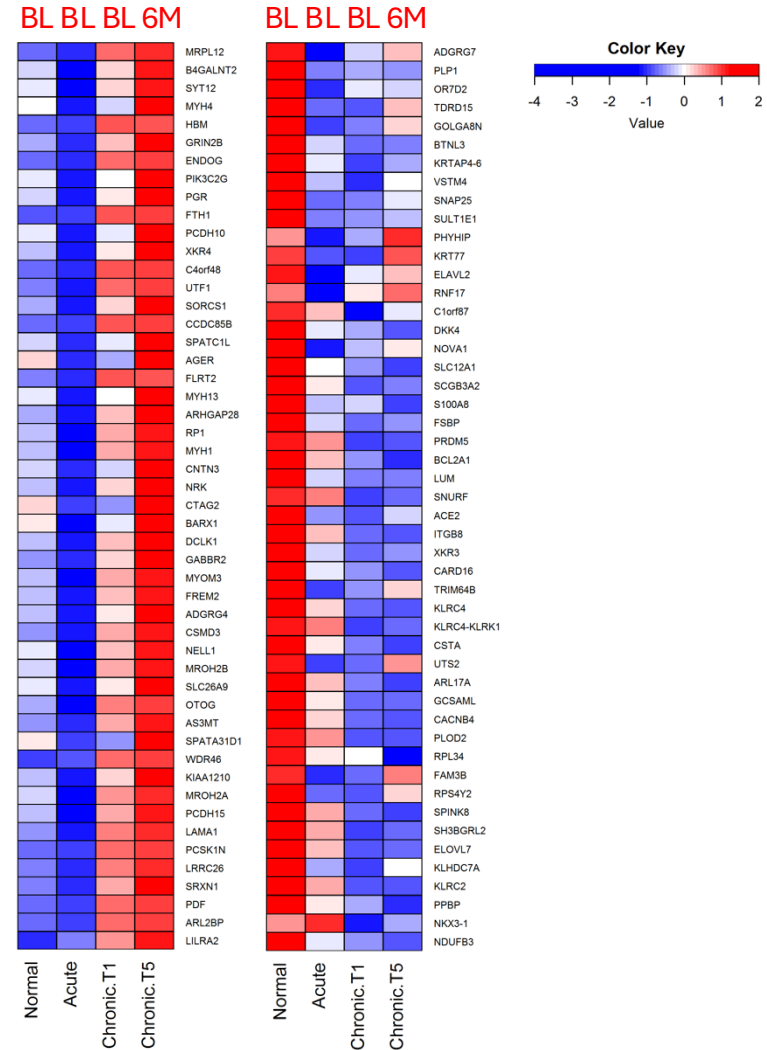 BL BL BL 6M
MRPL12
B4GALNT2
SYT12
MYH4
HBM
GRIN2B
ENDOG
PIK3C2G
PGR
FTH1
PCDH10
XKR4
C4orf48
UTF1
SORCS1
CCDC85B
SPATC1L
AGER
FLRT2
MYH13
ARHGAP28
RP1
MYH1
CNTN3
NRK
CTAG2
BARX1
DCLK1
GABBR2
MYOM3
FREM2
ADGRG4
CSMD3
NELL1
MROH2B
SLC26A9
OTOG
AS3MT
SPATA31D1
WDR46
KIAA1210
MROH2A
PCDH15
LAMA1
PCSK1N
LRRC26
SRXN1
PDF
ARL2BP
LILRA2
Normal
Acute
Chronic.T1
Chronic.T5
BL BL BL 6M
ADGRG7
PLP1
OR7D2
TDRD15
GOLGA8N
BTNL3
KRTAP4-6
VSTM4
SNAP25
SULT1E1
PHYHIP
KRT77
ELAVL2
RNF17
C1orf87
DKK4
NOVA1
SLC12A1
SCGB3A2
S100A8
FSBP
PRDM5
BCL2A1
LUM
SNURF
ACE2
ITGB8
XKR3
CARD16
TRIM64B
KLRC4
KLRC4-KLRK1
CSTA
UTS2
ARL17A
GCSAML
CACNB4
PLOD2
RPL34
FAM3B
RPS4Y2
SPINK8
SH3BGRL2
ELOVL7
KLHDC7A
KLRC2
PPBP
NKX3-1
NDUFB3
Normal
Acute
Chronic.T1
Chronic.T5
Color Key
-4 -3 -2 -1 0 1 2
Value